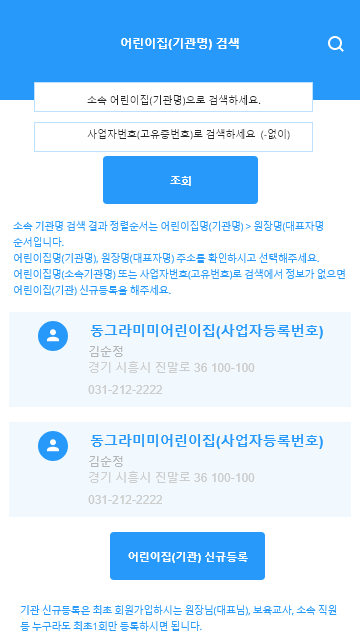 어린이집(기관명) 검색
소속 어린이집(기관명)으로 검색하세요.
사업자번호(고유증번호)로 검색하세요 (-없이)
조회
소속 기관명 검색 결과 정렬순서는 어린이집명(기관명) > 원장명(대표자명
순서입니다.
어린이집명(기관명), 원장명(대표자명) 주소를 확인하시고 선택해주세요.
어린이집명(소속기관명) 또는 사업자번호(고유번호)로 검색에서 정보가 없으면
어린이집(기관) 신규등록을 해주세요.
동그라미미어린이집(사업자등록번호)
김순정
경기 시흥시 진말로 36 100-100
031-212-2222
동그라미미어린이집(사업자등록번호)
김순정
경기 시흥시 진말로 36 100-100
031-212-2222
어린이집(기관) 신규등록
기관 신규등록은 최초 회원가입하시는 원장님(대표님), 보육교사, 소속 직원
등 누구라도 최초1회만 등록하시면 됩니다.